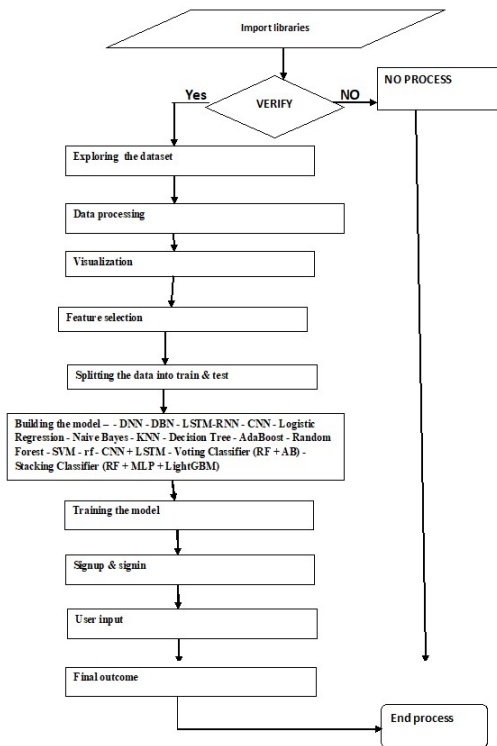 Import libraries
NO PROCESS
Yes
VERIFY
NO
Exploring the dataset
Data processing
Visualization
Feature selection
Splitting the data into train & test
Building the model – - DNN - DBN - LSTM-RNN - CNN - Logistic
Regression - Naive Bayes - KNN - Decision Tree - AdaBoost - Random
Forest - SVM - rf - CNN + LSTM - Voting Classifier (RF + AB) -
Stacking Classifier (RF + MLP + LightGBM)
Training the model
Signup & signin
User input
Final outcome
End process